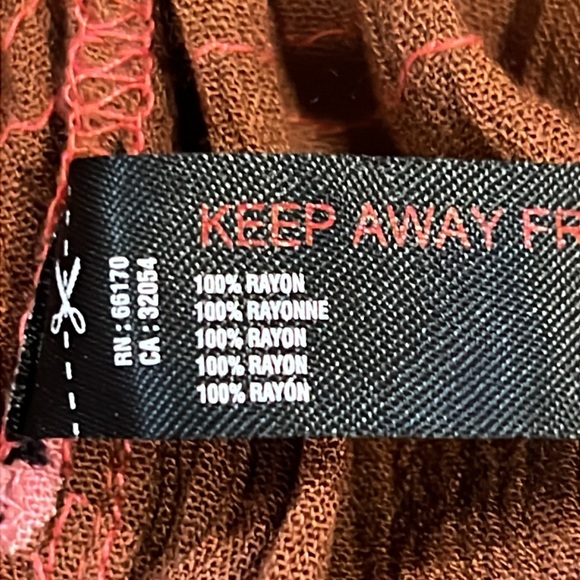 KEEP AWAY FR
100% RAYON
100% RAYONNE
100% RAYON
100% RAYON
100% RAYÓN
RN : 66170
CA : 32054